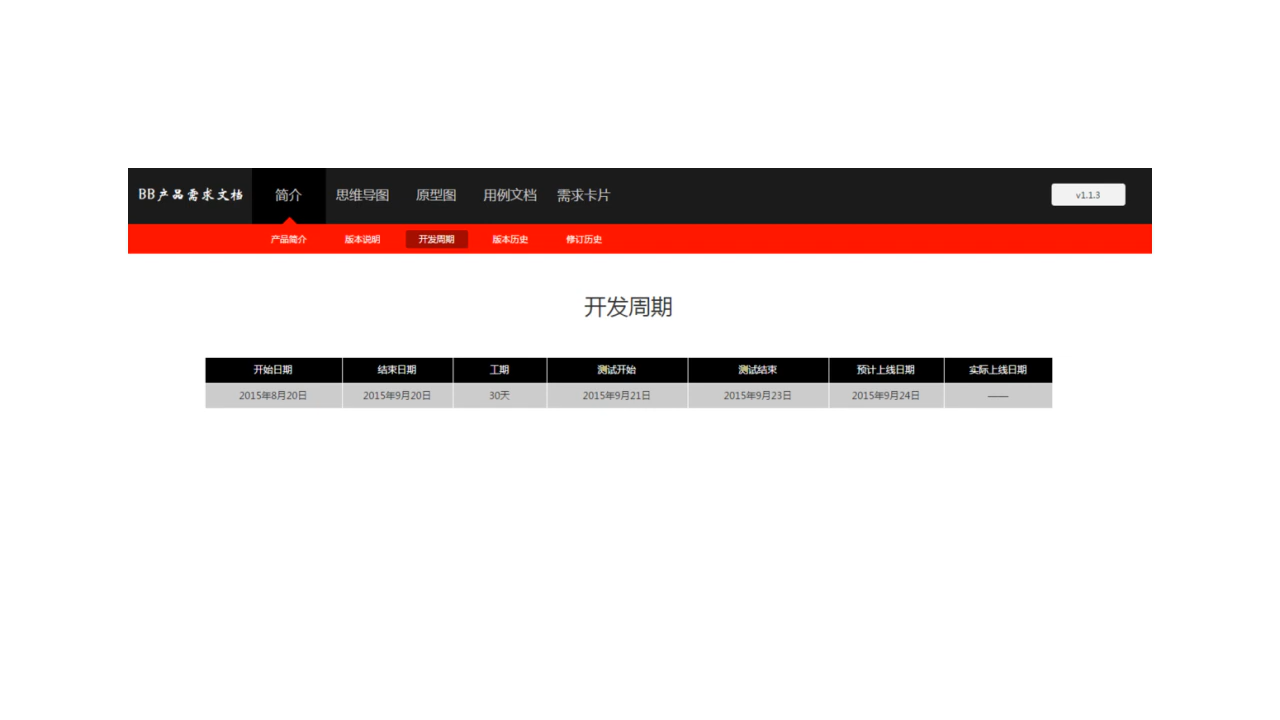 BB产品需求文档 简介 思维导图 原型图 用例文档 需求卡片 v1.1.3
产品简介 版本说明 开发周期 版本历史 修订历史
开发周期
开始日期 结束日期 工期 测试开始 测试结束 预计上线日期 实际上线日期
2015年8月20日 2015年9月20日 30天 2015年9月21日 2015年9月23日 2015年9月24日 ——